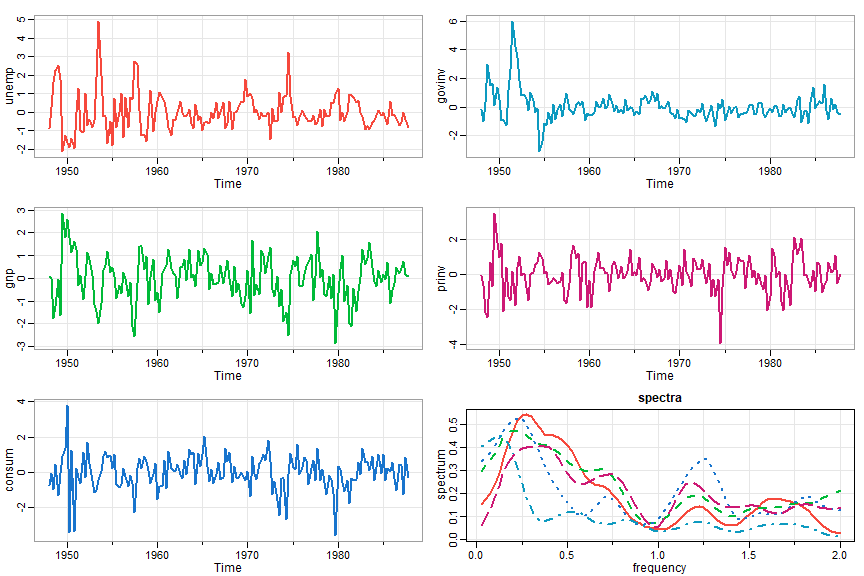 unemp
5
4
3
2
1
0
-1
-2
1950 1960 1970 1980
Time
govinv
6
4
2
0
-2
1950 1960 1970 1980
Time
gnp
3
2
1
0
-1
-2
-3
1950 1960 1970 1980
Time
prinv
2
0
-2
-4
1950 1960 1970 1980
Time
consum
4
2
0
-2
1950 1960 1970 1980
Time
spectra
spectrum
0.5
0.4
0.3
0.2
0.1
0.0
0.0 0.5 1.0 1.5 2.0
frequency